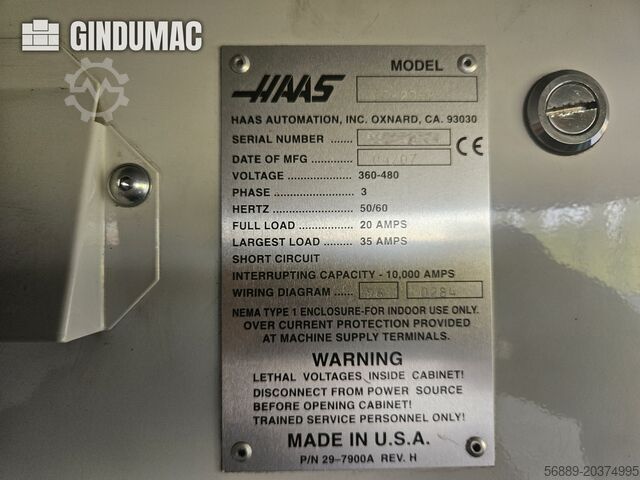 GINDUMAC
HAAS
MODEL
HAAS AUTOMATION, INC. OXNARD, CA. 93030
SERIAL NUMBER .......
DATE OF MFG ............ 04/07
CE
VOLTAGE ................... 360-480
PHASE ........................ 3
HERTZ ........................ 50/60
FULL LOAD ................ 20 AMPS
LARGEST LOAD ......... 35 AMPS
SHORT CIRCUIT
INTERRUPTING CAPACITY - 10,000 AMPS
WIRING DIAGRAM ..... 0284
NEMA TYPE 1 ENCLOSURE-FOR INDOOR USE ONLY.
OVER CURRENT PROTECTION PROVIDED
AT MACHINE SUPPLY TERMINALS.
WARNING
LETHAL VOLTAGES INSIDE CABINET!
DISCONNECT FROM POWER SOURCE
BEFORE OPENING CABINET!
TRAINED SERVICE PERSONNEL ONLY!
MADE IN U.S.A.
P/N 29-7900A REV. H
56889-20374995